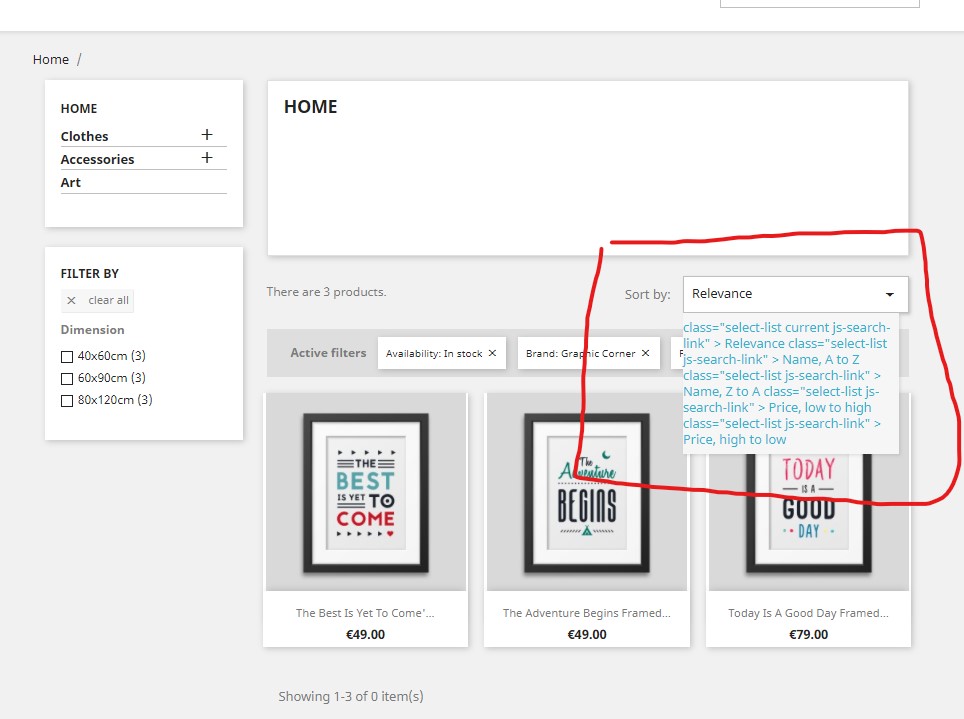 Home /
HOME
Clothes +
Accessories +
Art
FILTER BY
× clear all
Dimension
40x60cm (3)
60x90cm (3)
80x120cm (3)
HOME
There are 3 products.
Sort by:
Relevance
class="select-list current js-search-
link" > Relevance class="select-list
js-search-link" > Name, A to Z
class="select-list js-search-link" >
Name, Z to A class="select-list js-
search-link" > Price, low to high
class="select-list js-search-link" >
Price, high to low
Active filters
Availability: In stock ×
Brand: Graphic Corner ×
THE
BEST
IS YET TO
COME
The
Adventure
BEGINS
TODAY
IS A
GOOD
DAY
The Best Is Yet To Come'...
€49.00
The Adventure Begins Framed...
€49.00
Today Is A Good Day Framed...
€79.00
Showing 1-3 of 0 item(s)